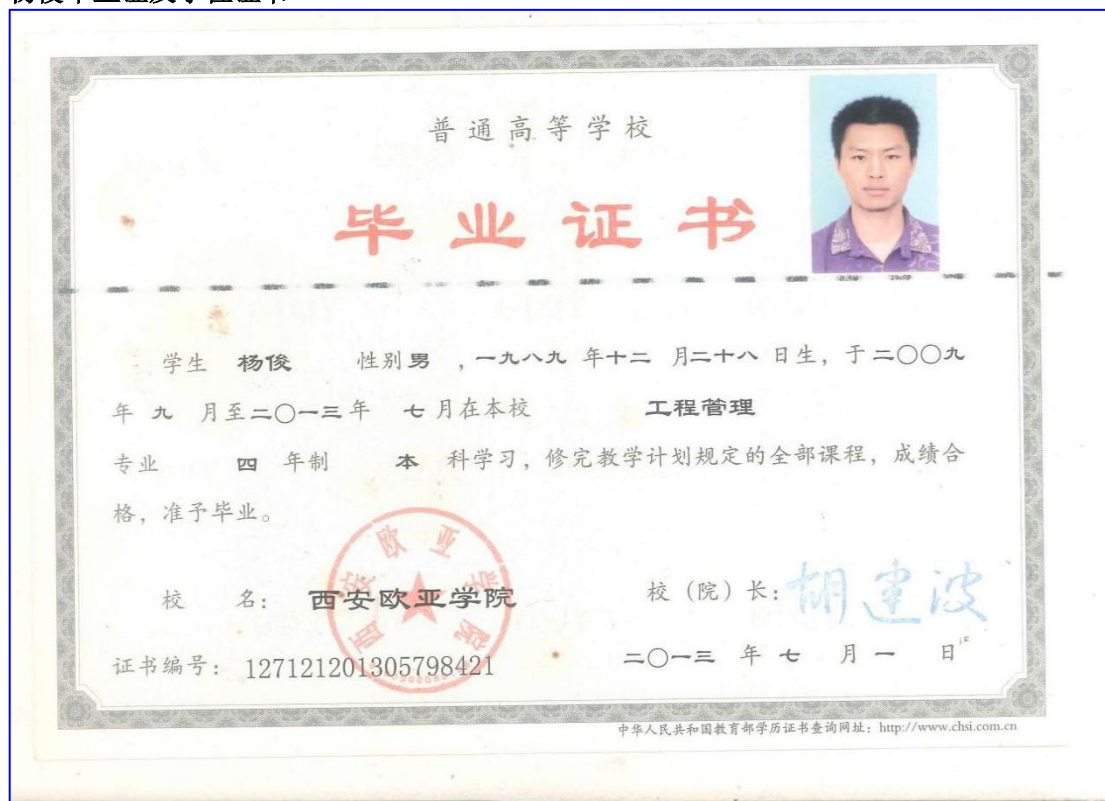 普通高等学校
毕业证书
学生 杨俊 性别 男 ,一九八九 年十二 月二十八 日生, 于二〇〇九
年 九 月至二〇一三年 七月在本校 工程管理
专业 四 年制 本 科学习, 修完教学计划规定的全部课程, 成绩合
格, 准予毕业。
西安欧亚学院
校 名: 西安欧亚学院 校（院）长: 胡建波
证书编号: 127121201305798421 二〇一三 年 七 月 一 日
中华人民共和国教育部学历证书查询网址: http://www.chsi.com.cn